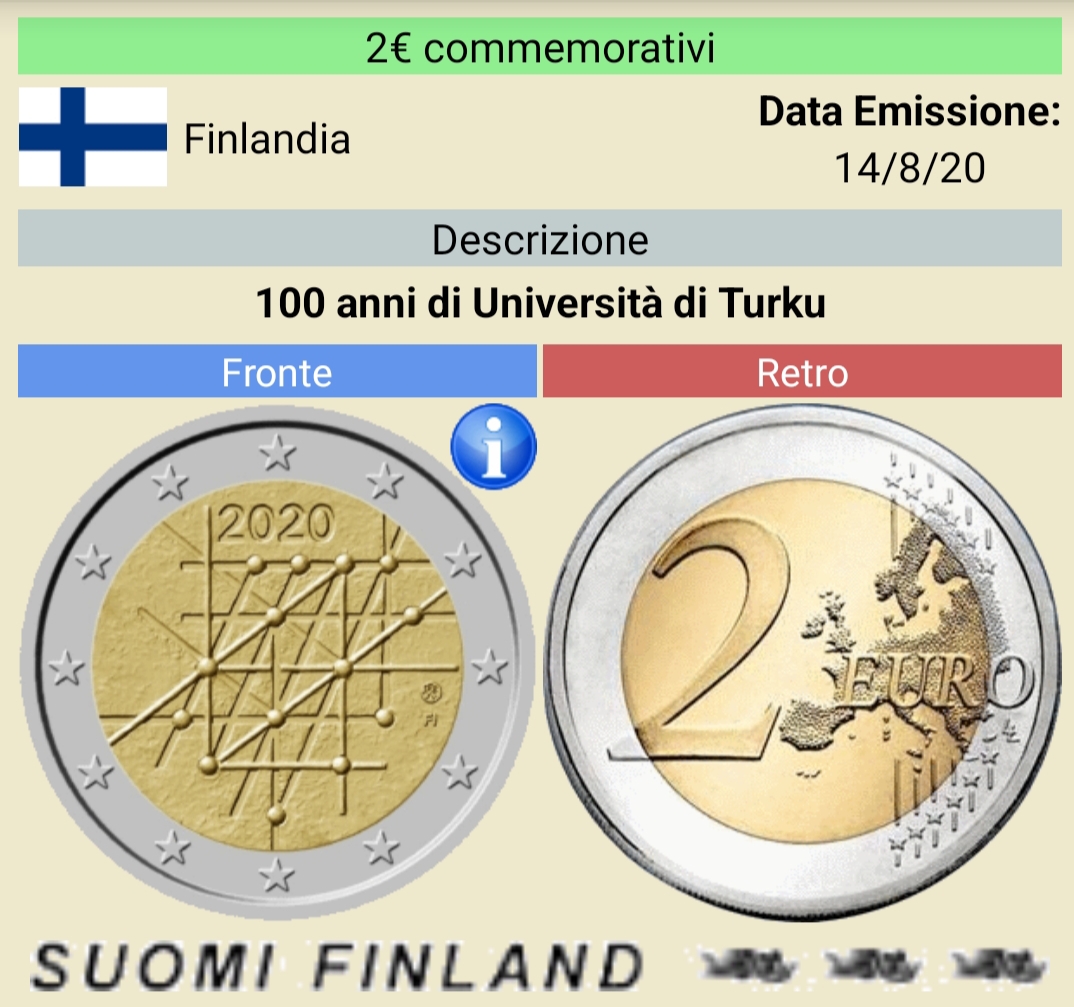 2€ commemorativi
Finlandia
Data Emissione:
14/8/20
Descrizione
100 anni di Università di Turku
Fronte
Retro
i
2020
FI
2 EURO
SUOMI FINLAND